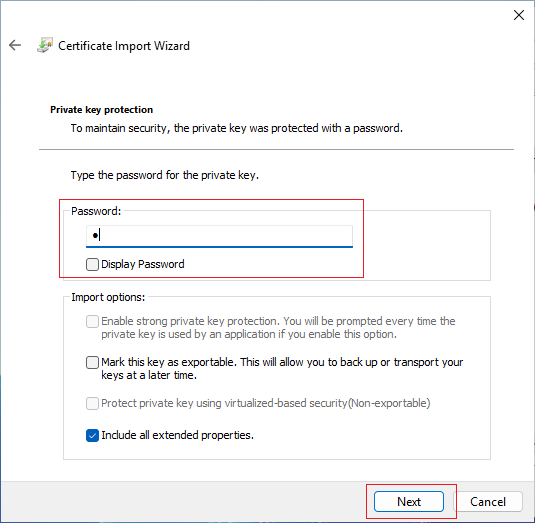 Certificate Import Wizard
Private key protection
To maintain security, the private key was protected with a password.
Type the password for the private key.
Password:
●
Display Password
Import options:
Enable strong private key protection. You will be prompted every time the
private key is used by an application if you enable this option.
Mark this key as exportable. This will allow you to back up or transport your
keys at a later time.
Protect private key using virtualized-based security(Non-exportable)
Include all extended properties.
Next
Cancel